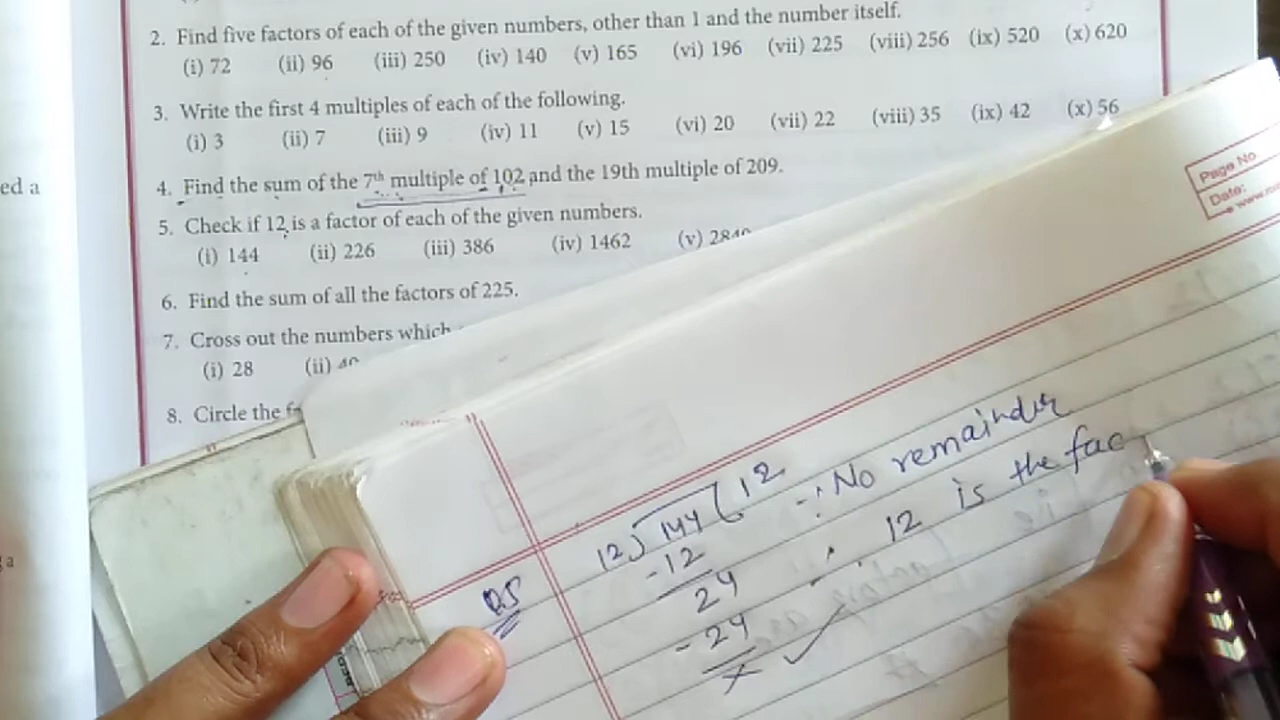 ed a
2. Find five factors of each of the given numbers, other than 1 and the number itself.
(i) 72 (ii) 96 (iii) 250 (iv) 140 (v) 165 (vi) 196 (vii) 225 (viii) 256 (ix) 520 (x) 620
3. Write the first 4 multiples of each of the following.
(i) 3 (ii) 7 (iii) 9 (iv) 11 (v) 15 (vi) 20 (vii) 22 (viii) 35 (ix) 42 (x) 56
4. Find the sum of the 7th multiple of 102 and the 19th multiple of 209.
5. Check if 12 is a factor of each of the given numbers.
(i) 144 (ii) 226 (iii) 386 (iv) 1462 (v) 2840
6. Find the sum of all the factors of 225.
7. Cross out the numbers which
(i) 28 (ii) 40
8. Circle the
Page No
Date:
Q5
12) 144 ( 12 ∵ No remainder
-12 ∴ 12 is the fac
24
-24
x